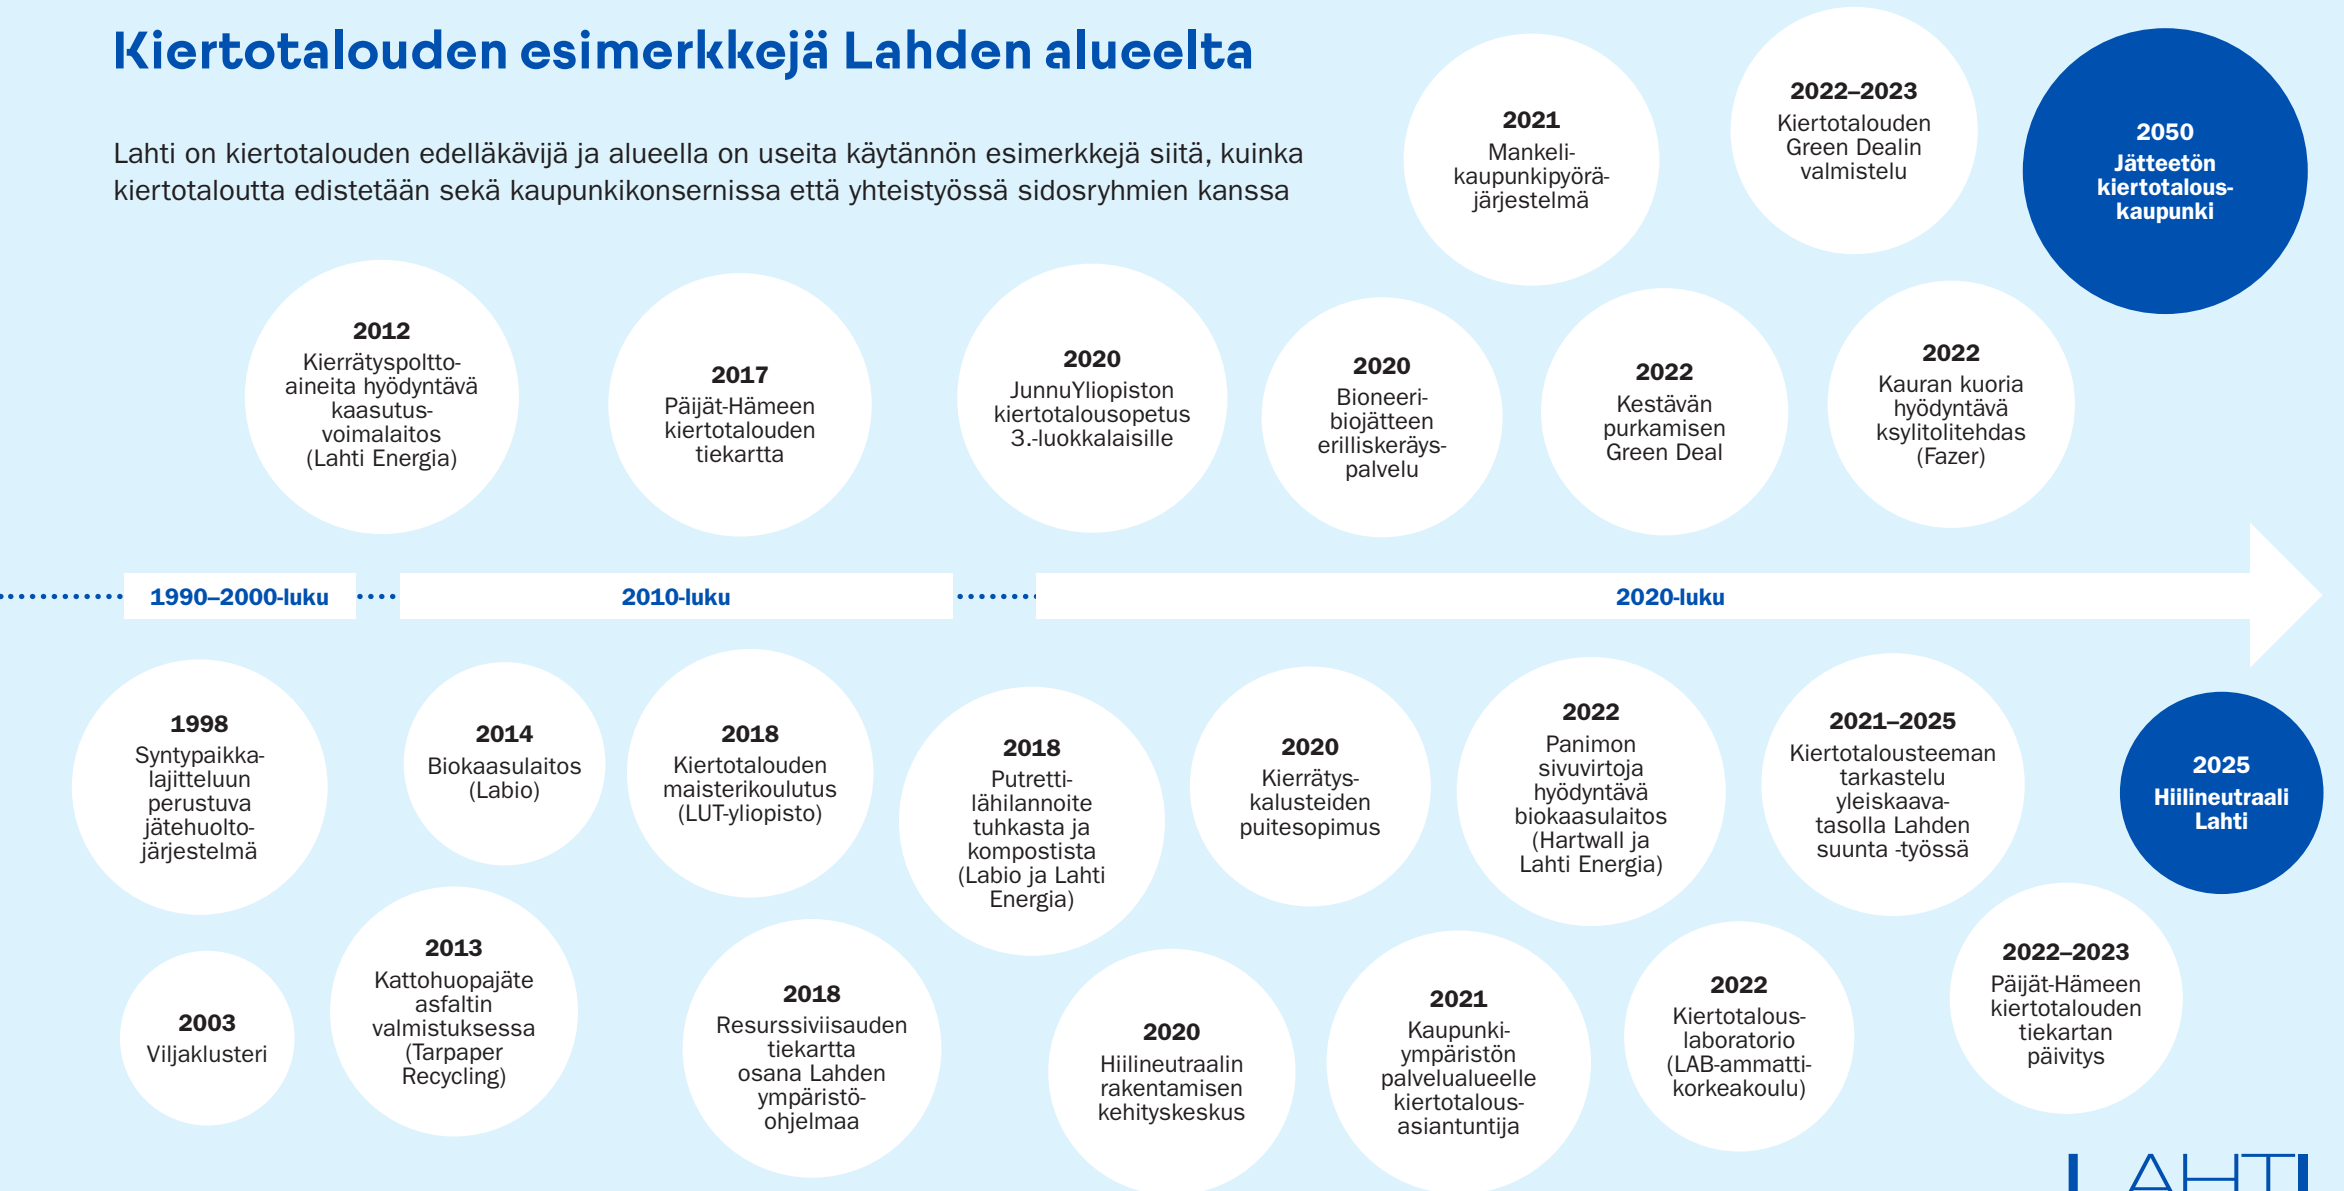 Kiertotalouden esimerkkejä Lahden alueelta
Lahti on kiertotalouden edelläkävijä ja alueella on useita käytännön esimerkkejä siitä, kuinka
kiertotaloutta edistetään sekä kaupunkikonsernissa että yhteistyössä sidosryhmien kanssa
2021
Mankeli-
kaupunkipyörä-
järjestelmä
2022–2023
Kiertotalouden
Green Dealin
valmistelu
2050
Jätteetön
kiertotalous-
kaupunki
2012
Kierrätyspoltto-
aineita hyödyntävä
kaasutus-
voimalaitos
(Lahti Energia)
2017
Päijät-Hämeen
kiertotalouden
tiekartta
2020
JunnuYliopiston
kiertotalousopetus
3.-luokkalaisille
2020
Bioneeri-
biojätteen
erilliskeräys-
palvelu
2022
Kestävän
purkamisen
Green Deal
2022
Kauran kuoria
hyödyntävä
ksylitolitehdas
(Fazer)
1990–2000-luku
2010-luku
2020-luku
1998
Syntypaikka-
lajitteluun
perustuva
jätehuolto-
järjestelmä
2014
Biokaasulaitos
(Labio)
2018
Kiertotalouden
maisterikoulutus
(LUT-yliopisto)
2018
Putretti-
lähilannoite
tuhkasta ja
kompostista
(Labio ja Lahti
Energia)
2020
Kierrätys-
kalusteiden
puitesopimus
2022
Panimon
sivuvirtoja
hyödyntävä
biokaasulaitos
(Hartwall ja
Lahti Energia)
2021–2025
Kiertotalousteeman
tarkastelu
yleiskaava-
tasolla Lahden
suunta -työssä
2025
Hiilineutraali
Lahti
2003
Viljaklusteri
2013
Kattohuopajäte
asfaltin
valmistuksessa
(Tarpaper
Recycling)
2018
Resurssiviisauden
tiekartta
osana Lahden
ympäristö-
ohjelmaa
2020
Hiilineutraalin
rakentamisen
kehityskeskus
2021
Kaupunki-
ympäristön
palvelualueelle
kiertotalous-
asiantuntija
2022
Kiertotalous-
laboratorio
(LAB-ammatti-
korkeakoulu)
2022–2023
Päijät-Hämeen
kiertotalouden
tiekartan
päivitys
LAHTI